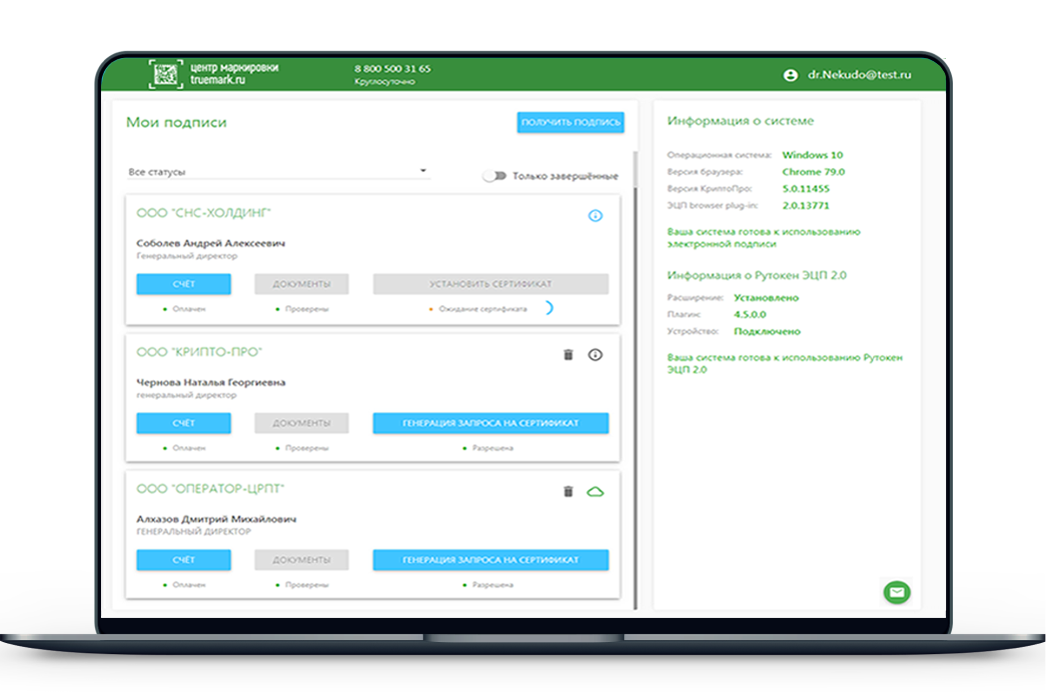 центр маркировки
truemark.ru
8 800 500 31 65
Круглосуточно
dr.Nekudo@test.ru
Мои подписи
ПОЛУЧИТЬ ПОДПИСЬ
Все статусы
Только завершённые
ООО "СНС-ХОЛДИНГ"
Соболев Андрей Алексеевич
Генеральный директор
СЧЁТ
ДОКУМЕНТЫ
УСТАНОВИТЬ СЕРТИФИКАТ
Оплачен
Проверены
Ожидание сертификата
ООО "КРИПТО-ПРО"
Чернова Наталья Георгиевна
генеральный директор
СЧЁТ
ДОКУМЕНТЫ
ГЕНЕРАЦИЯ ЗАПРОСА НА СЕРТИФИКАТ
Оплачен
Проверены
Разрешена
ООО "ОПЕРАТОР-ЦРПТ"
Алхазов Дмитрий Михайлович
ГЕНЕРАЛЬНЫЙ ДИРЕКТОР
СЧЁТ
ДОКУМЕНТЫ
ГЕНЕРАЦИЯ ЗАПРОСА НА СЕРТИФИКАТ
Оплачен
Проверены
Разрешена
Информация о системе
Операционная система: Windows 10
Версия браузера: Chrome 79.0
Версия КриптоПро: 5.0.11455
ЭЦП browser plug-in: 2.0.13771
Ваша система готова к использованию
электронной подписи
Информация о Рутокен ЭЦП 2.0
Расширение: Установлено
Плагин: 4.5.0.0
Устройство: Подключено
Ваша система готова к использованию Рутокен
ЭЦП 2.0